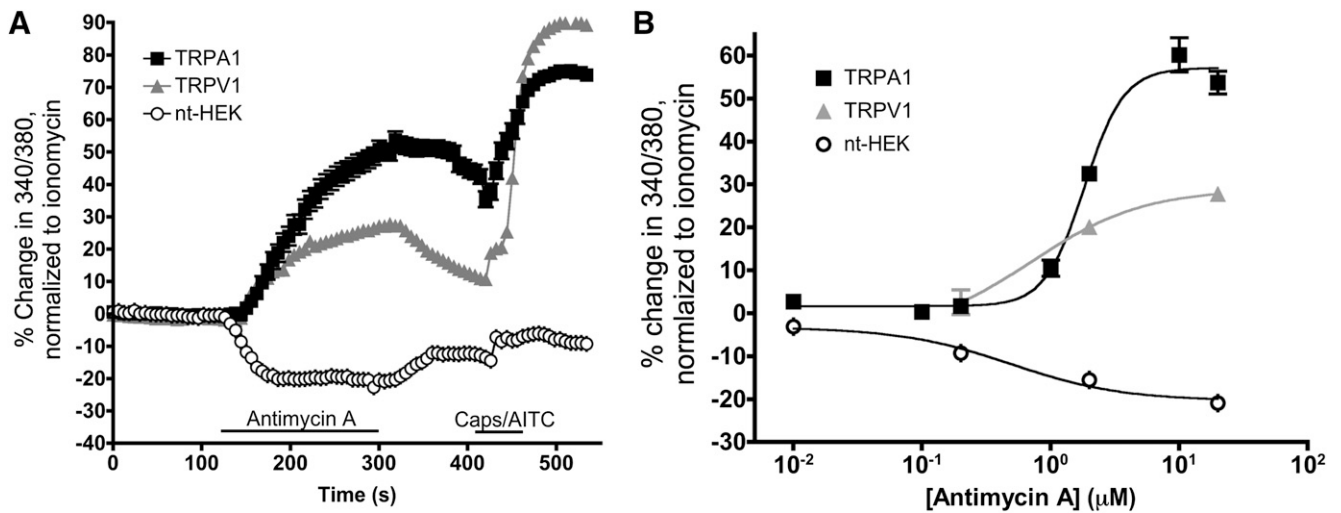 A
% Change in 340/380,
normalized to ionomycin
90
80
70
60
50
40
30
20
10
0
-10
-20
-30
-40
TRPA1
TRPV1
nt-HEK
Antimycin A
Caps/AITC
0
100
200
300
400
500
Time (s)
B
% change in 340/380,
normlaized to ionomycin
60
50
40
30
20
10
0
-10
-20
-30
TRPA1
TRPV1
nt-HEK
10⁻²
10⁻¹
10⁰
10¹
10²
[Antimycin A] (μM)